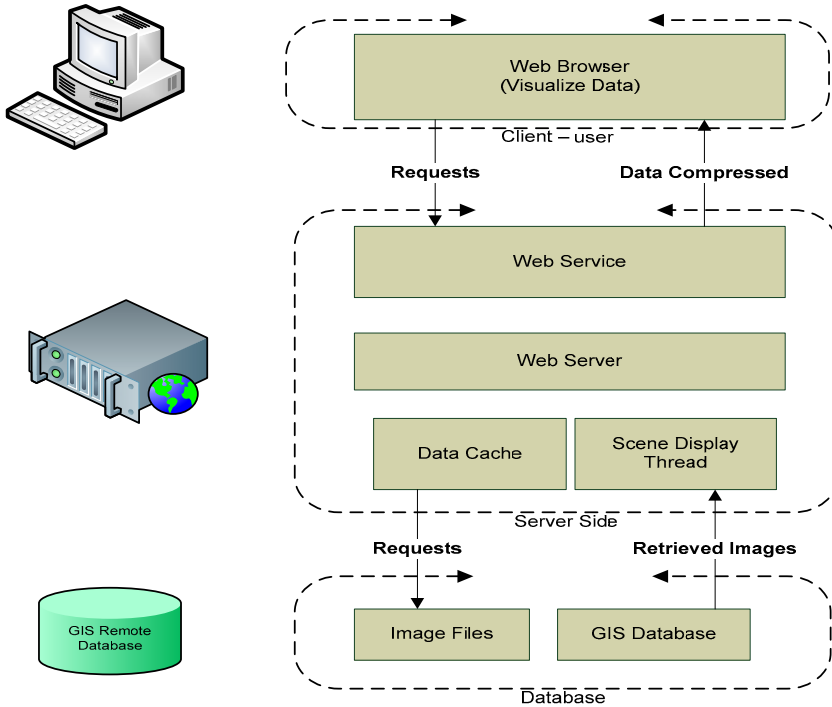 Web Browser
(Visualize Data)
Client – user
Requests
Data Compressed
Web Service
Web Server
Data Cache
Scene Display
Thread
Server Side
Requests
Retrieved Images
GIS Remote
Database
Image Files
GIS Database
Database